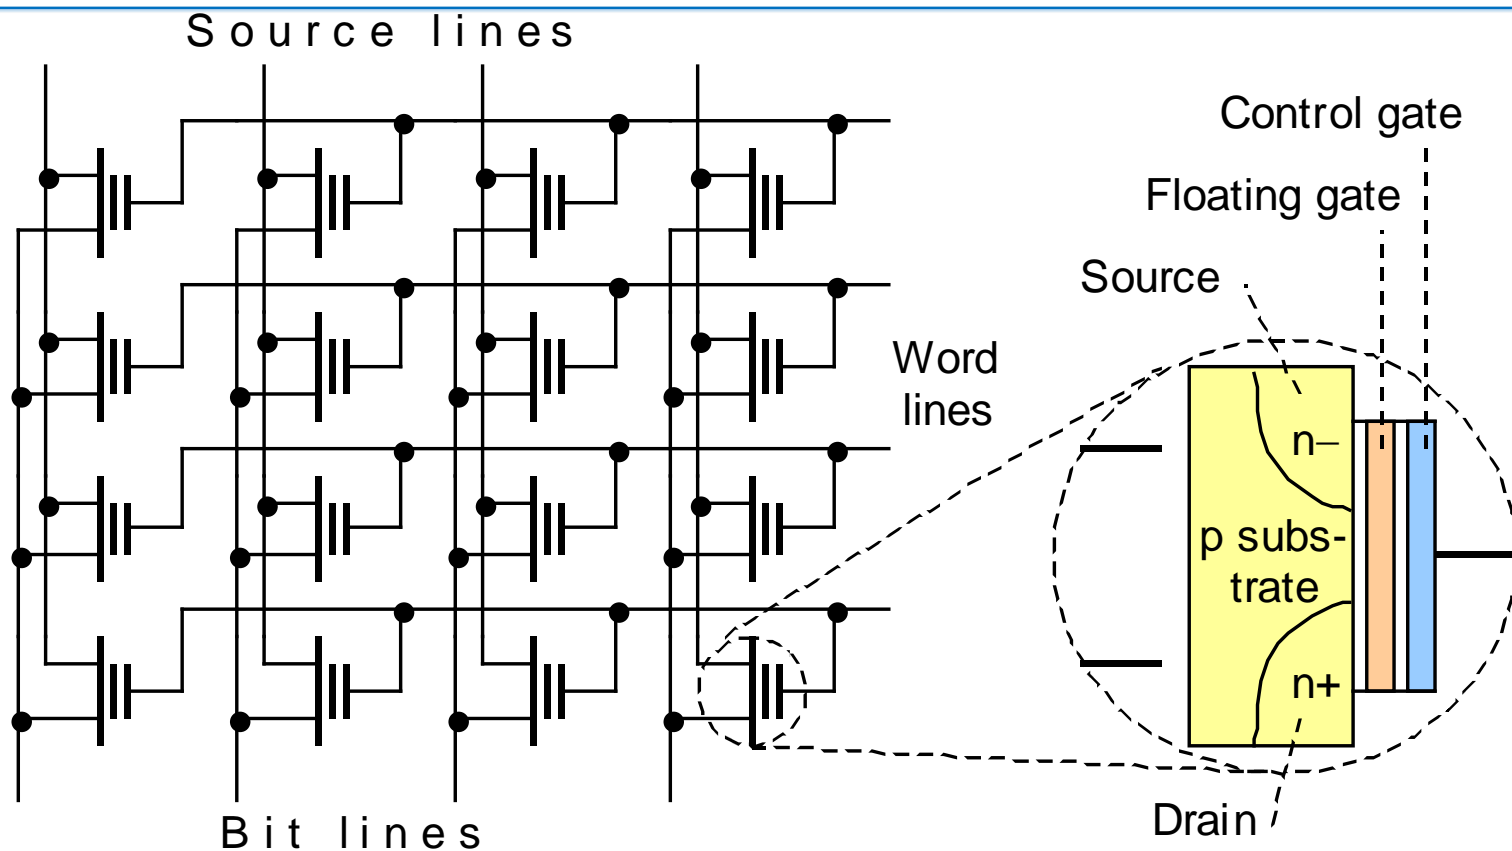 Source lines
Control gate
Floating gate
Source
Word
lines
n−
p subs-
trate
n+
Drain
Bit lines